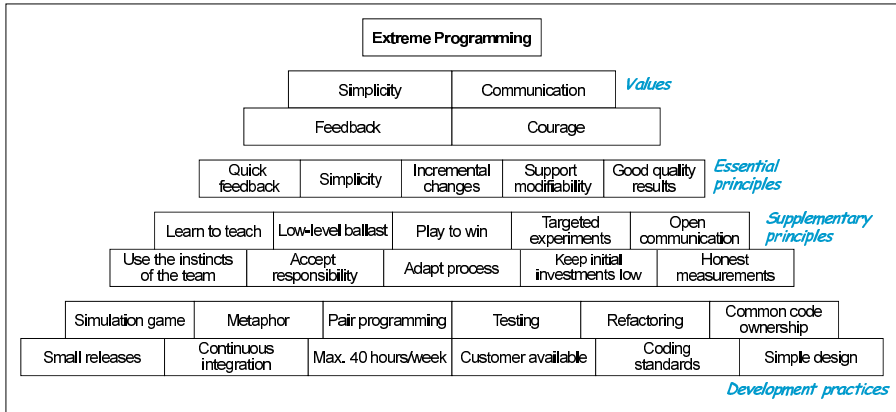 Extreme Programming
Simplicity
Communication
Values
Feedback
Courage
Quick
feedback
Simplicity
Incremental
changes
Support
modifiability
Good quality
results
Essential
principles
Learn to teach
Low-level ballast
Play to win
Targeted
experiments
Open
communication
Supplementary
principles
Use the instincts
of the team
Accept
responsibility
Adapt process
Keep initial
investments low
Honest
measurements
Simulation game
Metaphor
Pair programming
Testing
Refactoring
Common code
ownership
Small releases
Continuous
integration
Max. 40 hours/week
Customer available
Coding
standards
Simple design
Development practices